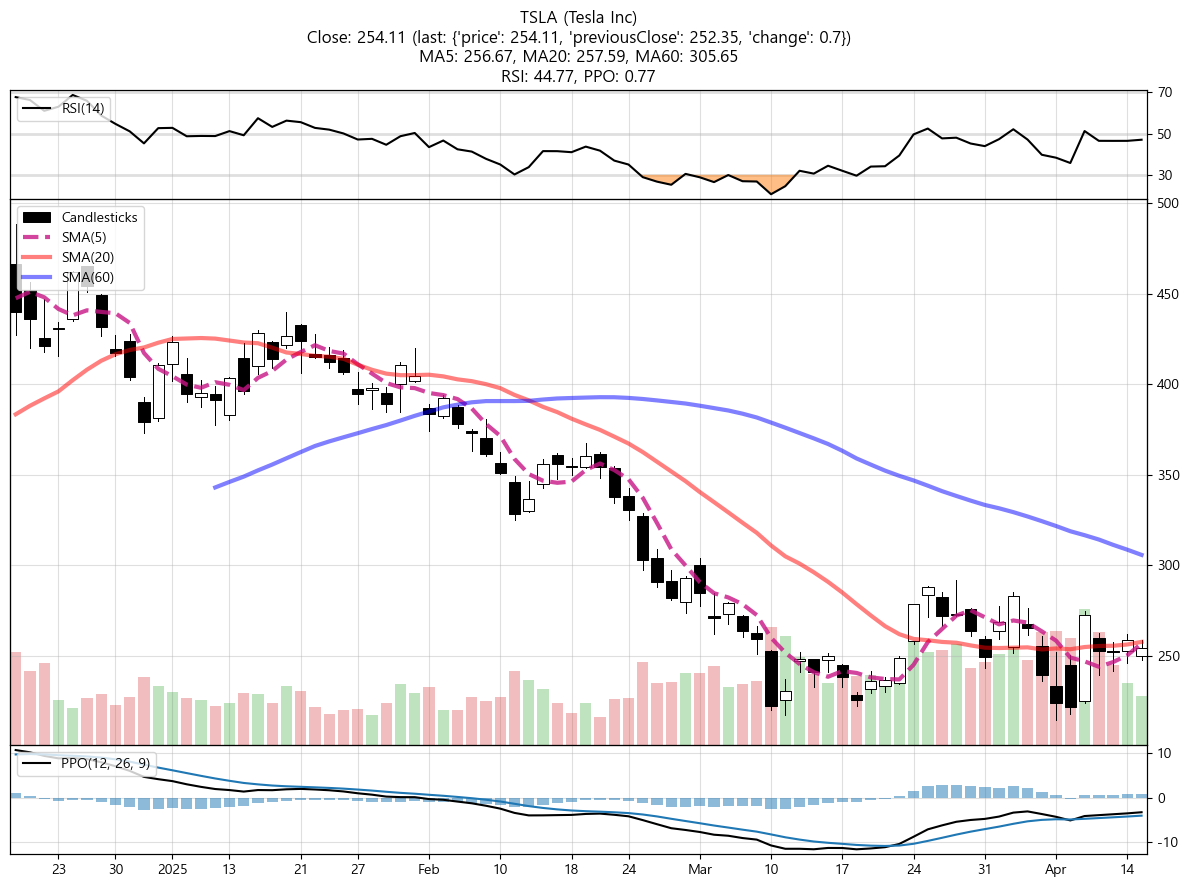 TSLA (Tesla Inc)
Close: 254.11 (last: {'price': 254.11, 'previousClose': 252.35, 'change': 0.7})
MA5: 256.67, MA20: 257.59, MA60: 305.65
RSI: 44.77, PPO: 0.77
RSI(14)
70
50
30
Candlesticks
SMA(5)
SMA(20)
SMA(60)
500
450
400
350
300
250
PPO(12, 26, 9)
10
0
-10
23 30 2025 13 21 27 Feb 10 18 24 Mar 10 17 24 31 Apr 14